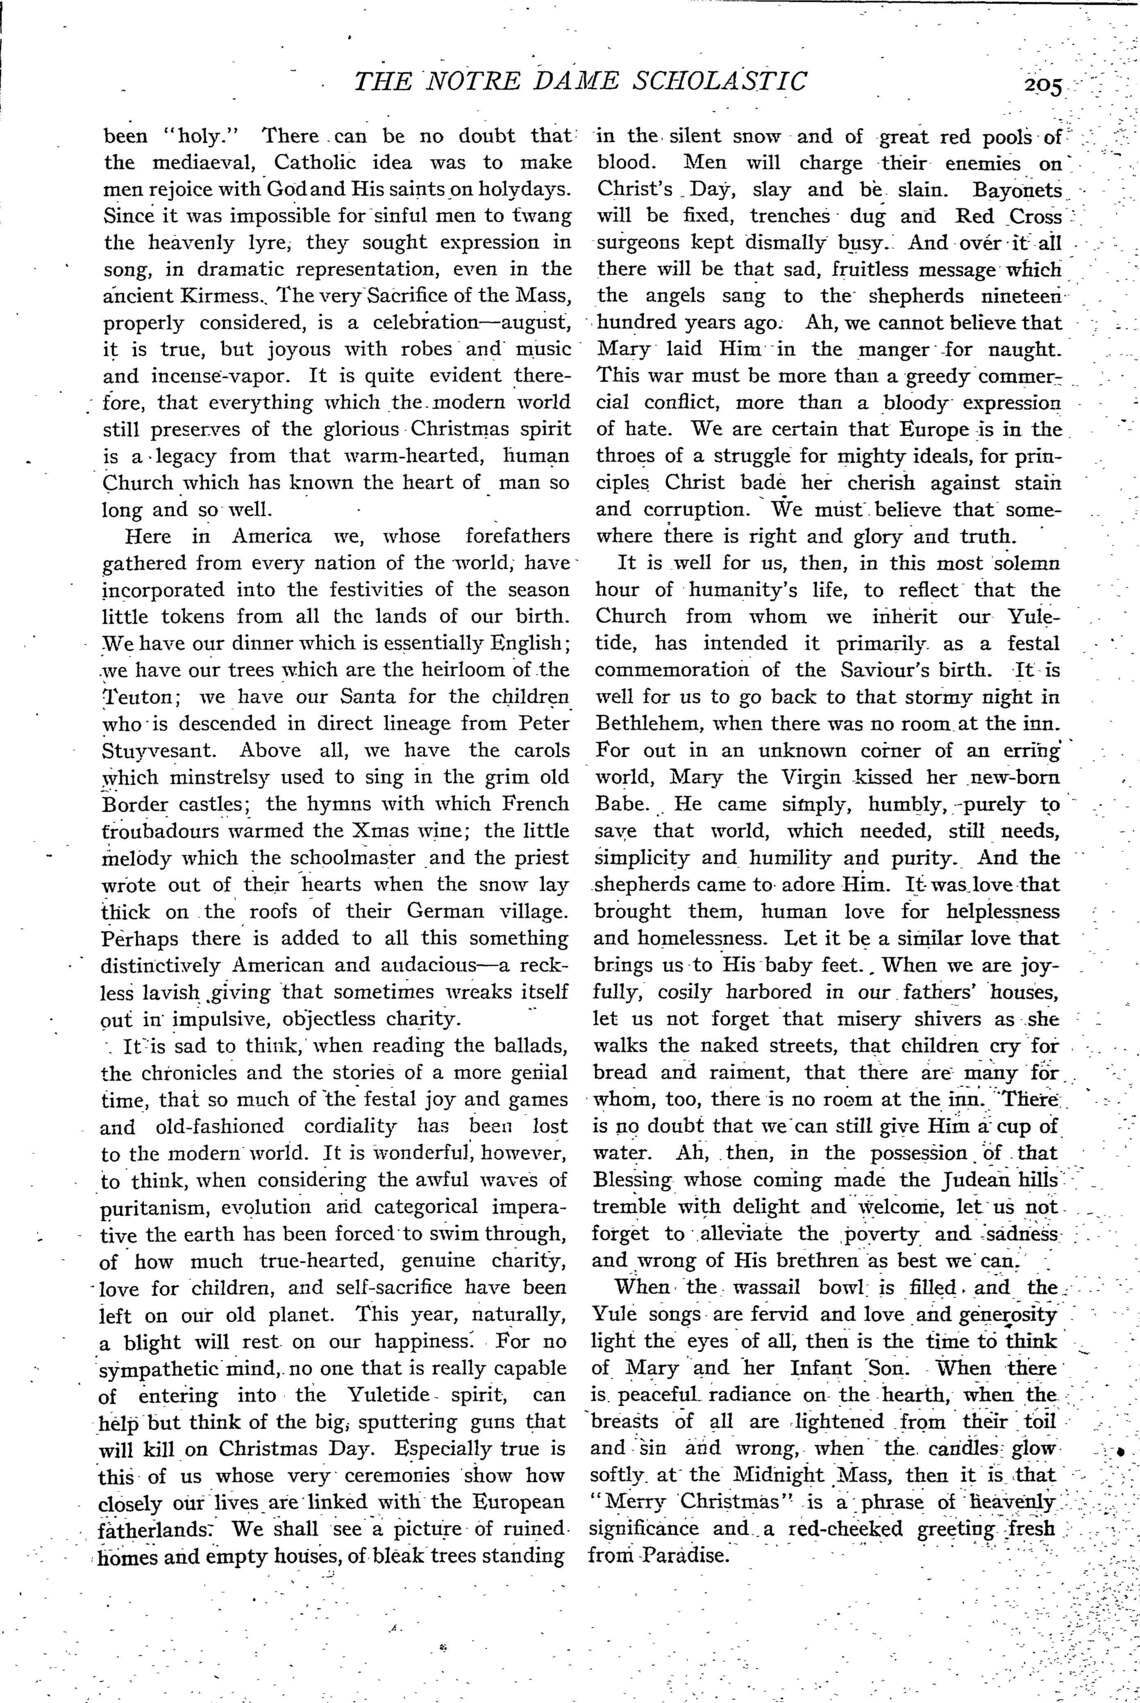 THE NOTRE DAME SCHOLASTIC 205
been "holy." There can be no doubt that
the mediaeval, Catholic idea was to make
men rejoice with God and His saints on holydays.
Since it was impossible for sinful men to twang
the heavenly lyre, they sought expression in
song, in dramatic representation, even in the
ancient Kirmess. The very Sacrifice of the Mass,
properly considered, is a celebration—august,
it is true, but joyous with robes and music
and incense-vapor. It is quite evident there-
fore, that everything which the modern world
still preserves of the glorious Christmas spirit
is a legacy from that warm-hearted, human
Church which has known the heart of man so
long and so well.
Here in America we, whose forefathers
gathered from every nation of the world, have
incorporated into the festivities of the season
little tokens from all the lands of our birth.
We have our dinner which is essentially English;
we have our trees which are the heirloom of the
Teuton; we have our Santa for the children
who is descended in direct lineage from Peter
Stuyvesant. Above all, we have the carols
which minstrelsy used to sing in the grim old
Border castles; the hymns with which French
troubadours warmed the Xmas wine; the little
melody which the schoolmaster and the priest
wrote out of their hearts when the snow lay
thick on the roofs of their German village.
Perhaps there is added to all this something
distinctively American and audacious—a reck-
less lavish giving that sometimes wreaks itself
out in impulsive, objectless charity.
It is sad to think, when reading the ballads,
the chronicles and the stories of a more genial
time, that so much of the festal joy and games
and old-fashioned cordiality has been lost
to the modern world. It is wonderful, however,
to think, when considering the awful waves of
puritanism, evolution and categorical impera-
tive the earth has been forced to swim through,
of how much true-hearted, genuine charity,
love for children, and self-sacrifice have been
left on our old planet. This year, naturally,
a blight will rest on our happiness. For no
sympathetic mind, no one that is really capable
of entering into the Yuletide spirit, can
help but think of the big, sputtering guns that
will kill on Christmas Day. Especially true is
this of us whose very ceremonies show how
closely our lives are linked with the European
fatherlands. We shall see a picture of ruined
homes and empty houses, of bleak trees standing
in the silent snow and of great red pools of
blood. Men will charge their enemies on
Christ's Day, slay and be slain. Bayonets
will be fixed, trenches dug and Red Cross
surgeons kept dismally busy. And over it all
there will be that sad, fruitless message which
the angels sang to the shepherds nineteen
hundred years ago. Ah, we cannot believe that
Mary laid Him in the manger for naught.
This war must be more than a greedy commer-
cial conflict, more than a bloody expression
of hate. We are certain that Europe is in the
throes of a struggle for mighty ideals, for prin-
ciples Christ bade her cherish against stain
and corruption. We must believe that some-
where there is right and glory and truth.
It is well for us, then, in this most solemn
hour of humanity's life, to reflect that the
Church from whom we inherit our Yule-
tide, has intended it primarily as a festal
commemoration of the Saviour's birth. It is
well for us to go back to that stormy night in
Bethlehem, when there was no room at the inn.
For out in an unknown corner of an erring
world, Mary the Virgin kissed her new-born
Babe. He came simply, humbly, purely to
save that world, which needed, still needs,
simplicity and humility and purity. And the
shepherds came to adore Him. It was love that
brought them, human love for helplessness
and homelessness. Let it be a similar love that
brings us to His baby feet. When we are joy-
fully, cosily harbored in our fathers' houses,
let us not forget that misery shivers as she
walks the naked streets, that children cry for
bread and raiment, that there are many for
whom, too, there is no room at the inn. There
is no doubt that we can still give Him a cup of
water. Ah, then, in the possession of that
Blessing whose coming made the Judean hills
tremble with delight and welcome, let us not
forget to alleviate the poverty and sadness
and wrong of His brethren as best we can.
When the wassail bowl is filled and the
Yule songs are fervid and love and generosity
light the eyes of all, then is the time to think
of Mary and her Infant Son. When there
is peaceful radiance on the hearth, when the
breasts of all are lightened from their toil
and sin and wrong, when the candles glow
softly at the Midnight Mass, then it is that
"Merry Christmas" is a phrase of heavenly
significance and a red-cheeked greeting fresh
from Paradise.